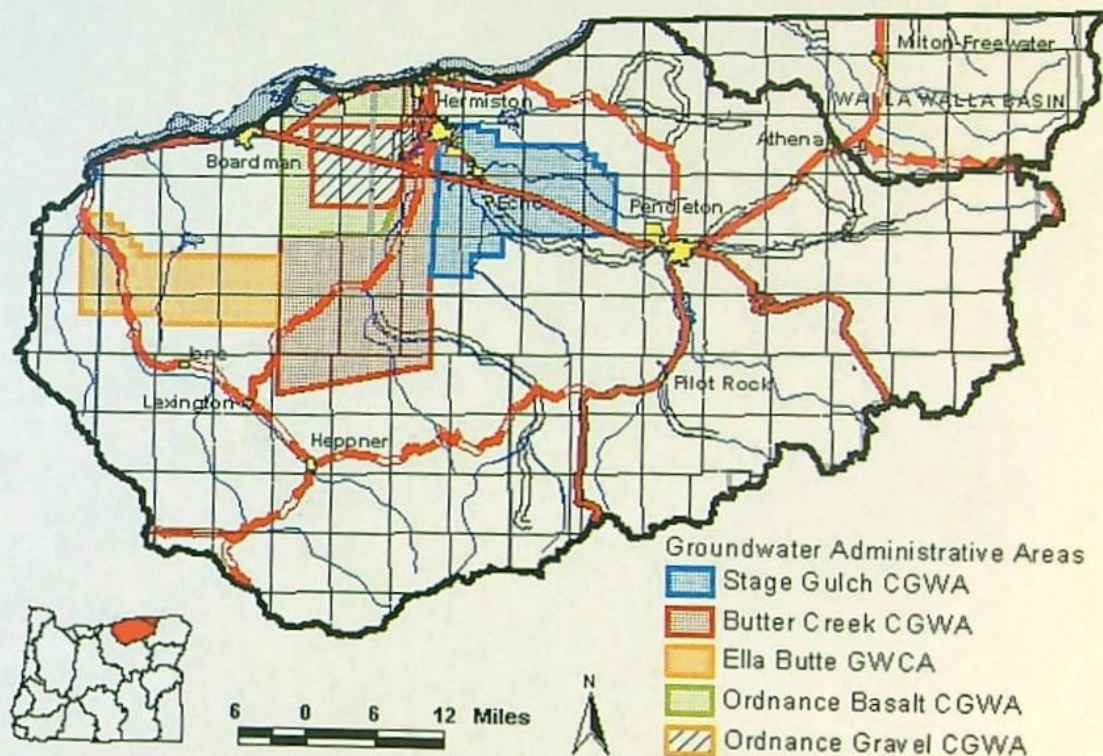 Milton-Freewater
WALLA WALLA BASIN
Hermiston
Athena
Boardman
Echo
Pendleton
Ione
Pilot Rock
Lexington
Heppner
Groundwater Administrative Areas
Stage Gulch CGWA
Butter Creek CGWA
Ella Butte GWCA
Ordnance Basalt CGWA
Ordnance Gravel CGWA
N
6 0 6 12 Miles